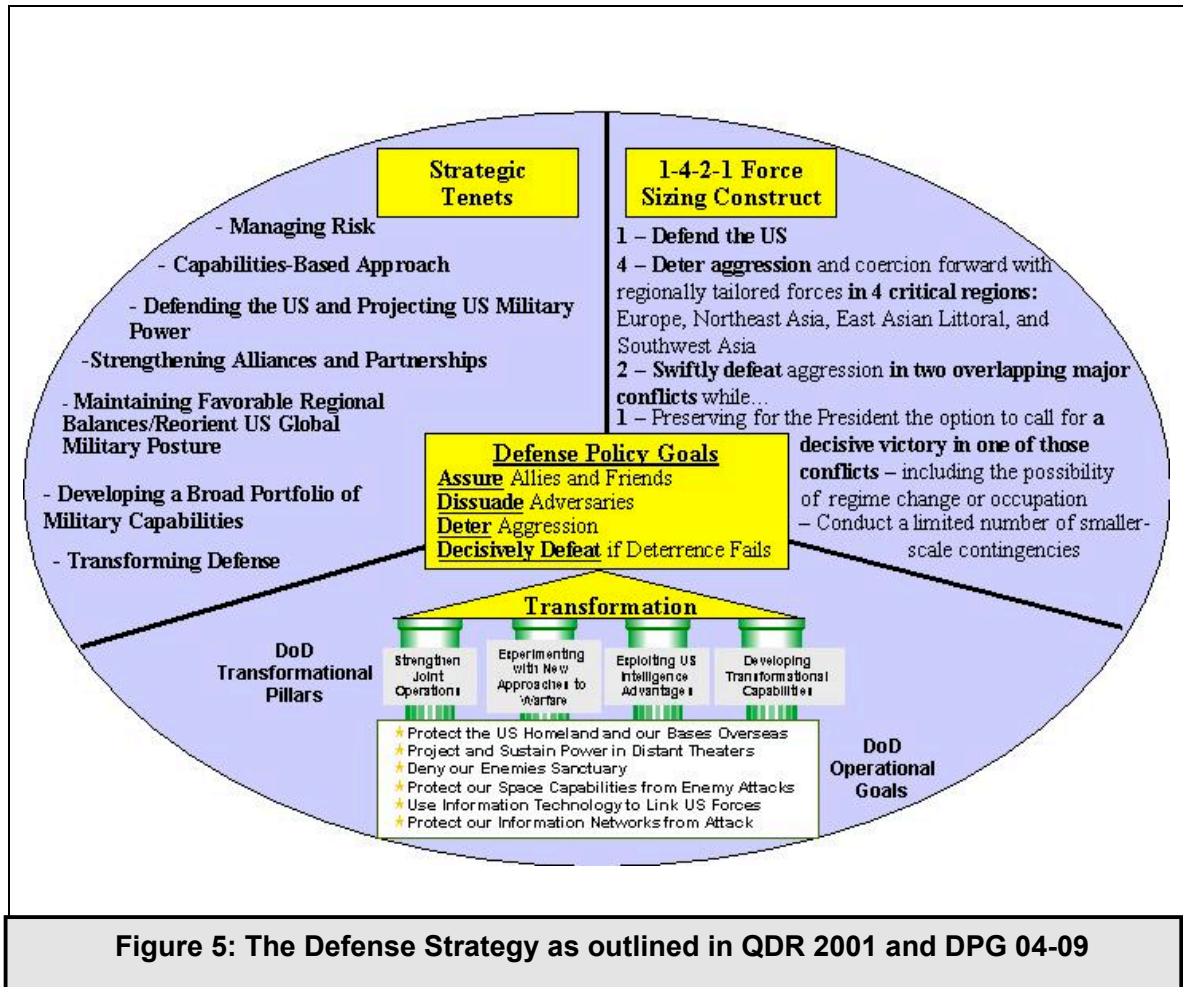 Strategic
Tenets
- Managing Risk
- Capabilities-Based Approach
- Defending the US and Projecting US Military
Power
-Strengthening Alliances and Partnerships
- Maintaining Favorable Regional
Balances/Reorient US Global
Military Posture
- Developing a Broad Portfolio of
Military Capabilities
- Transforming Defense
1-4-2-1 Force
Sizing Construct
1 – Defend the US
4 – Deter aggression and coercion forward with
regionally tailored forces in 4 critical regions:
Europe, Northeast Asia, East Asian Littoral, and
Southwest Asia
2 – Swiftly defeat aggression in two overlapping major
conflicts while…
1 – Preserving for the President the option to call for a
decisive victory in one of those
conflicts – including the possibility
of regime change or occupation
– Conduct a limited number of smaller-
scale contingencies
Defense Policy Goals
Assure Allies and Friends
Dissuade Adversaries
Deter Aggression
Decisively Defeat if Deterrence Fails
Transformation
DoD
Transformational
Pillars
Strengthen
Joint
Operations
Experimenting
with New
Approaches to
Warfare
Exploiting US
Intelligence
Advantages
Developing
Transformational
Capabilities
Protect the US Homeland and our Bases Overseas
Project and Sustain Power in Distant Theaters
Deny our Enemies Sanctuary
Protect our Space Capabilities from Enemy Attacks
Use Information Technology to Link US Forces
Protect our Information Networks from Attack
DoD
Operational
Goals
Figure 5: The Defense Strategy as outlined in QDR 2001 and DPG 04-09